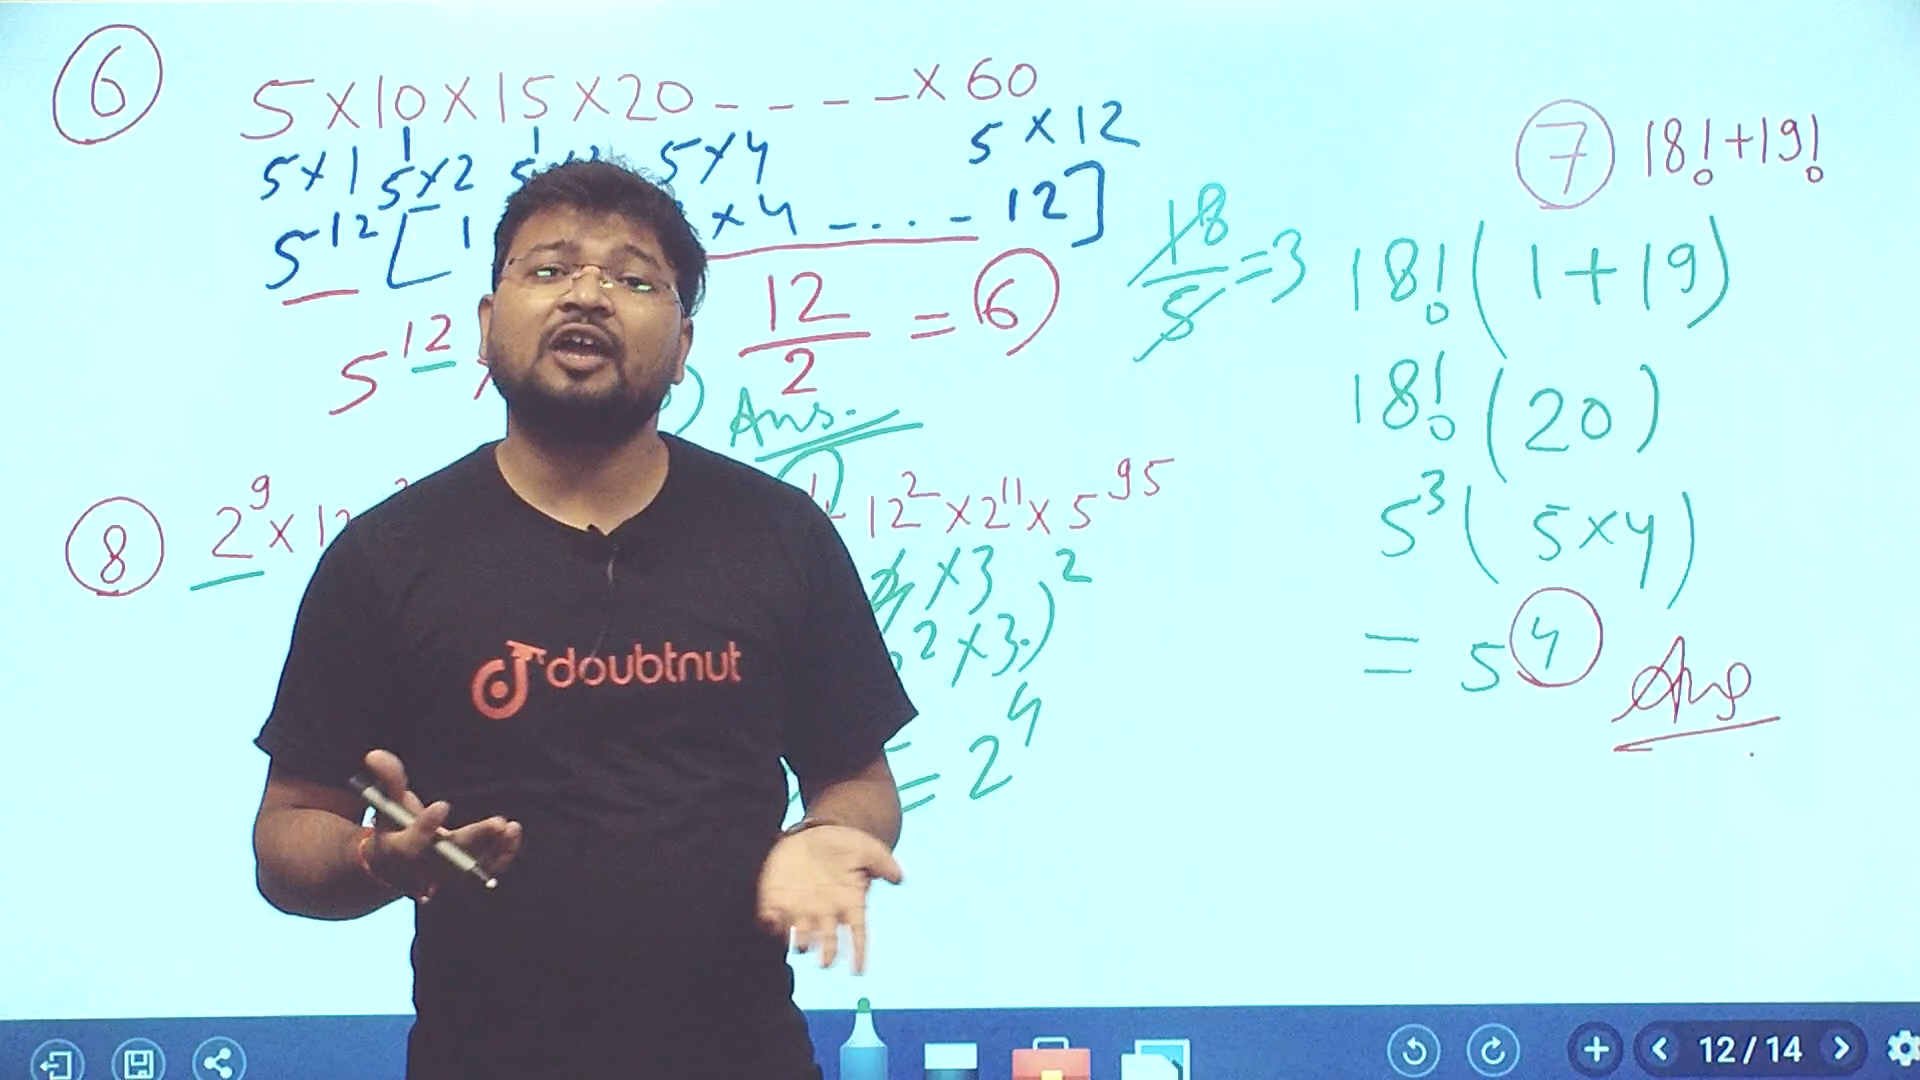 6
5×10×15×20----×60
5×1 5×2 5×4 5×12
5^12 [1 ×4 -...- 12]
5^12
12/2 = 6
Ans.
18/5 = 3
7 18!+19!
18! (1+19)
18! (20)
5^3 (5×4)
= 5^4 Ans
8 2^9×12
12^2×2^11×5^95
×3
2×3)^2
= 2^4
doubtnut
12/14